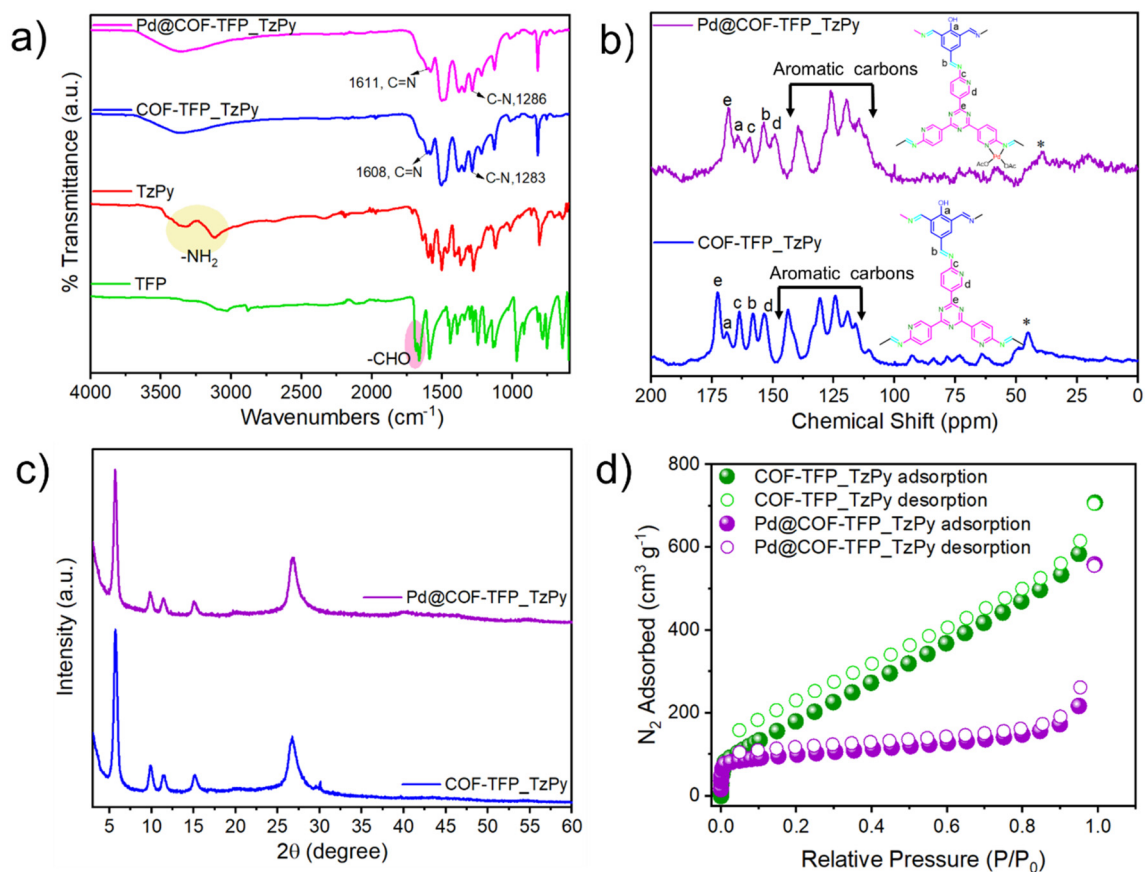 a)
Pd@COF-TFP_TzPy
1611, C=N
C-N,1286
COF-TFP_TzPy
1608, C=N
C-N,1283
TzPy
-NH₂
TFP
-CHO
% Transmittance (a.u.)
4000 3500 3000 2500 2000 1500 1000
Wavenumbers (cm⁻¹)
b)
Pd@COF-TFP_TzPy
Aromatic carbons
e
a
c
b
d
*
OH
a
b
c
d
e
AcO
OAc
COF-TFP_TzPy
Aromatic carbons
e
a
c
b
d
*
OH
a
b
c
d
e
200 175 150 125 100 75 50 25 0
Chemical Shift (ppm)
c)
Pd@COF-TFP_TzPy
COF-TFP_TzPy
Intensity (a.u.)
5 10 15 20 25 30 35 40 45 50 55 60
2θ (degree)
d)
COF-TFP_TzPy adsorption
COF-TFP_TzPy desorption
Pd@COF-TFP_TzPy adsorption
Pd@COF-TFP_TzPy desorption
N₂ Adsorbed (cm³ g⁻¹)
800
600
400
200
0
0.0 0.2 0.4 0.6 0.8 1.0
Relative Pressure (P/P₀)